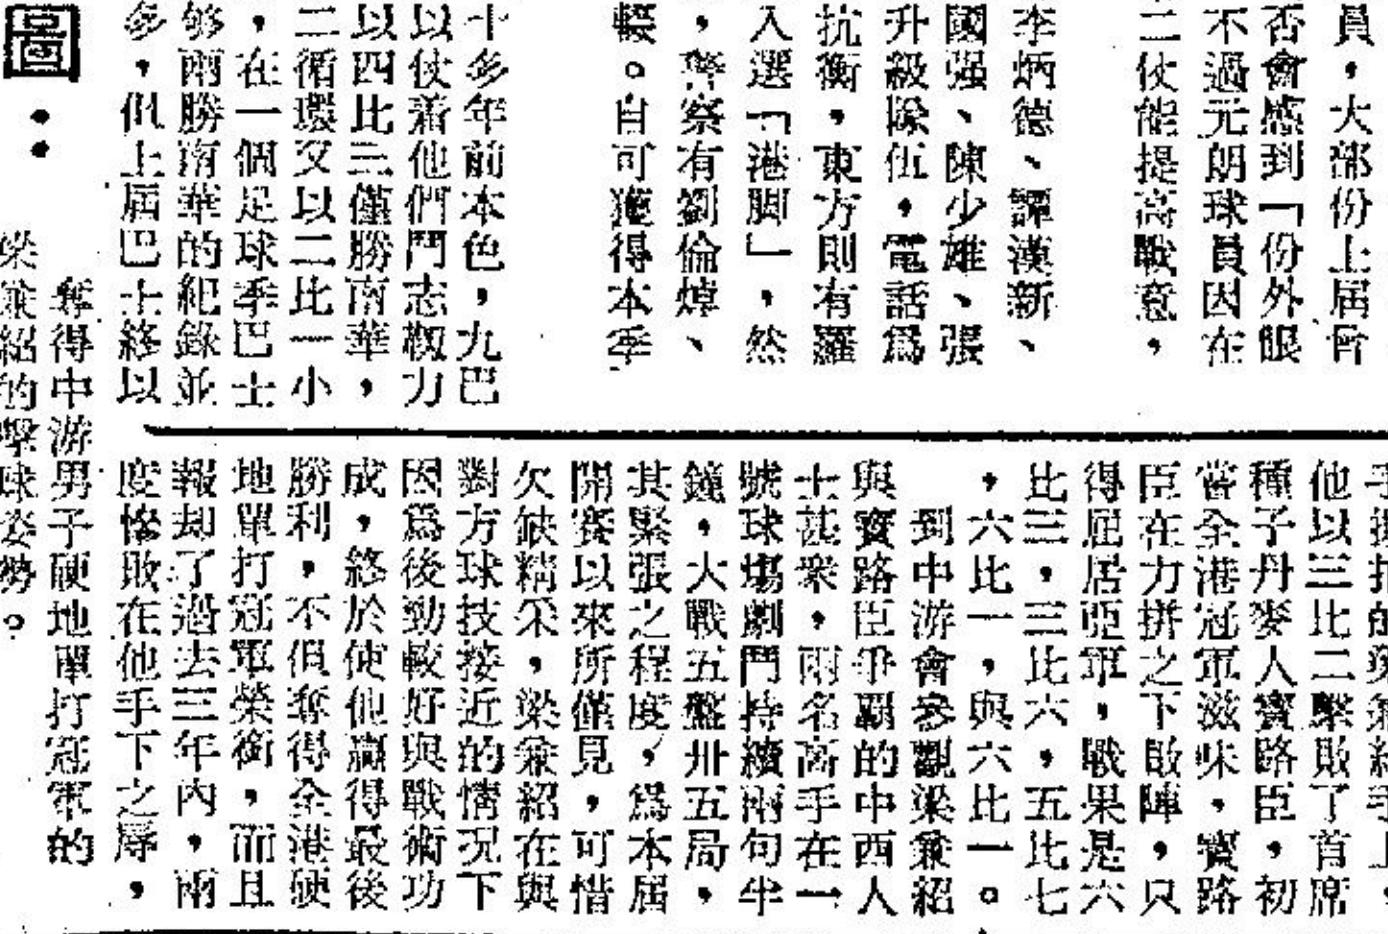 員，大部份上屆曾
否會感到「份外眼
不過元朗球員因在
二仗能提高戰意，
李炳德、譚漢新、
國强、陳少雄、張
升級隊伍，電話爲
抗衡，東方則有羅
入選「港脚」，然
，警察有劉倫焯、
。自可獲得本季
十多年前本色，九巴
以仗蕭他們鬥志觀力
以四比三僅勝南華，
二循環又以二比一小
，在一個足球季巴士
够兩勝南華的紀錄並
多，但上屆巴士終以
手上，
他以三比二擊敗了首席
種子丹麥人寶路臣，初
嘗全港冠軍滋味，寶路
臣在力拼之下敗陣，只
得屈居亞軍，戰果是六
比三，三比六，五比七
，六比一，與六比一。
到中游會參觀梁兼紹
與寶路臣爭覇的中西人
士甚衆，兩名高手在一
號球塲劇鬥持續兩句半
鐘，大戰五盤卅五局，
其緊張之程度，爲本屆
開賽以來所僅見，可惜
欠缺精采，梁兼紹在與
對方球技接近的情况下
因爲後勁較好與戰術功
成，終於使他贏得最後
勝利，不但奪得全港硬
地單打冠軍榮銜，而且
報却了過去三年內，兩
度慘敗在他手下之辱，
圖：
奪得中游男子硬地單打冠軍的
梁兼紹的擊球姿勢。